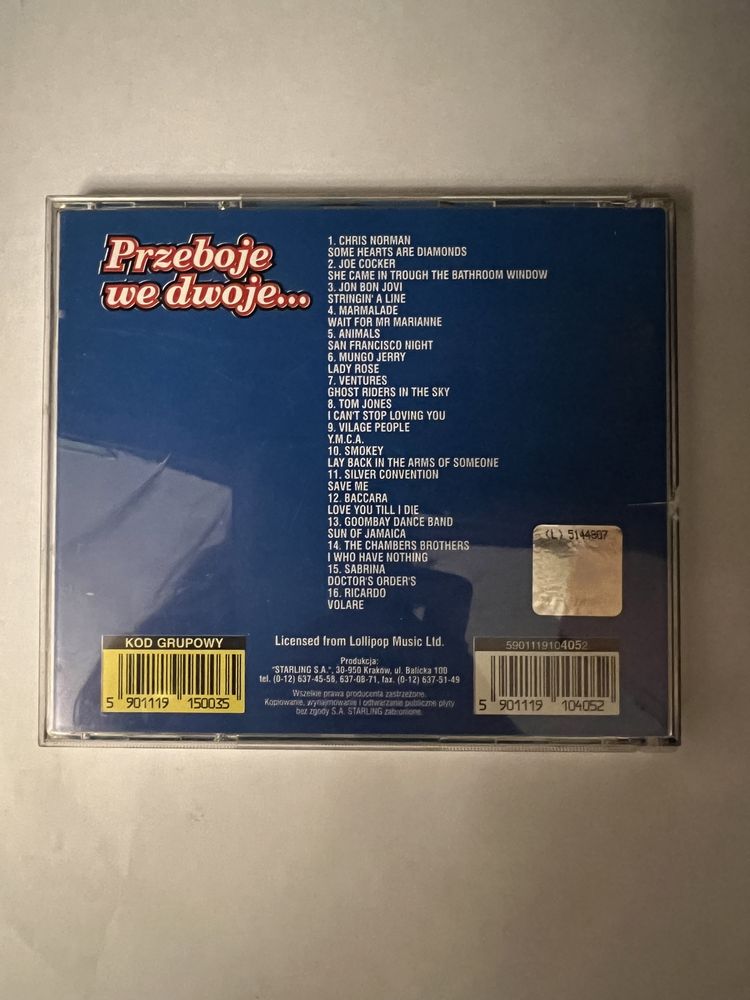 Przeboje
we dwoje...
1. CHRIS NORMAN
SOME HEARTS ARE DIAMONDS
2. JOE COCKER
SHE CAME IN TROUGH THE BATHROOM WINDOW
3. JON BON JOVI
STRINGIN' A LINE
4. MARMALADE
WAIT FOR MR MARIANNE
5. ANIMALS
SAN FRANCISCO NIGHT
6. MUNGO JERRY
LADY ROSE
7. VENTURES
GHOST RIDERS IN THE SKY
8. TOM JONES
I CAN'T STOP LOVING YOU
9. VILAGE PEOPLE
Y.M.C.A.
10. SMOKEY
LAY BACK IN THE ARMS OF SOMEONE
11. SILVER CONVENTION
SAVE ME
12. BACCARA
LOVE YOU TILL I DIE
13. GOOMBAY DANCE BAND
SUN OF JAMAICA
14. THE CHAMBERS BROTHERS
I WHO HAVE NOTHING
15. SABRINA
DOCTOR'S ORDER'S
16. RICARDO
VOLARE
(L) 5144807
KOD GRUPOWY
5 901119 150035
Licensed from Lollipop Music Ltd.
Produkcja:
"STARLING S.A.", 30-950 Kraków, ul. Balicka 100
tel. (0-12) 637-45-58, 637-08-71, fax. (0-12) 637-51-49
Wszelkie prawa producenta zastrzeżone.
Kopiowanie, wynajmowanie i odtwarzanie publiczne płyty
bez zgody S.A. STARLING zabronione.
5901119104052
5 901119 104052